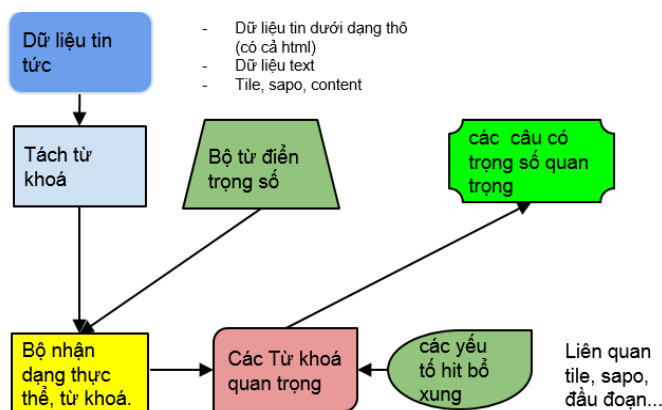 Dữ liệu tin
tức
- Dữ liệu tin dưới dạng thô
(có cả html)
- Dữ liệu text
- Tile, sapo, content
Tách từ
khoá
Bộ từ điển
trọng số
các câu có
trọng số quan
trọng
Bộ nhận
dạng thực
thể, từ khoá.
Các Từ khoá
quan trọng
các yếu
tố hit bổ
xung
Liên quan
tile, sapo,
đầu đoạn...